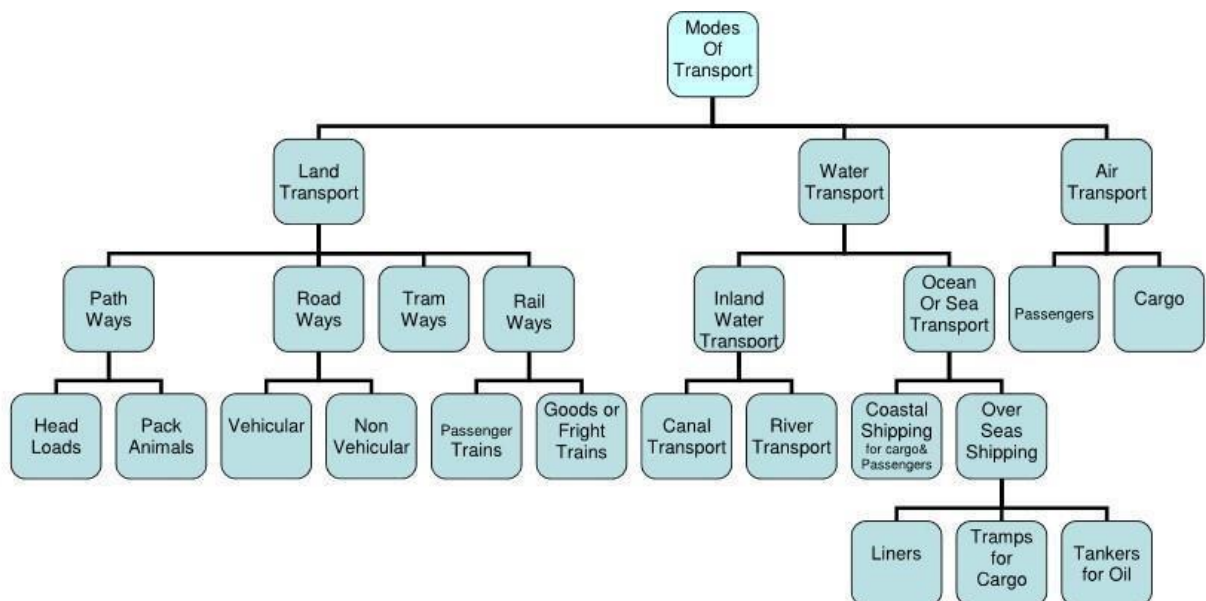 Modes
Of
Transport
Land
Transport
Water
Transport
Air
Transport
Path
Ways
Road
Ways
Tram
Ways
Rail
Ways
Inland
Water
Transport
Ocean
Or Sea
Transport
Passengers
Cargo
Head
Loads
Pack
Animals
Vehicular
Non
Vehicular
Passenger
Trains
Goods or
Fright
Trains
Canal
Transport
River
Transport
Coastal
Shipping
for cargo&
Passengers
Over
Seas
Shipping
Liners
Tramps
for
Cargo
Tankers
for Oil